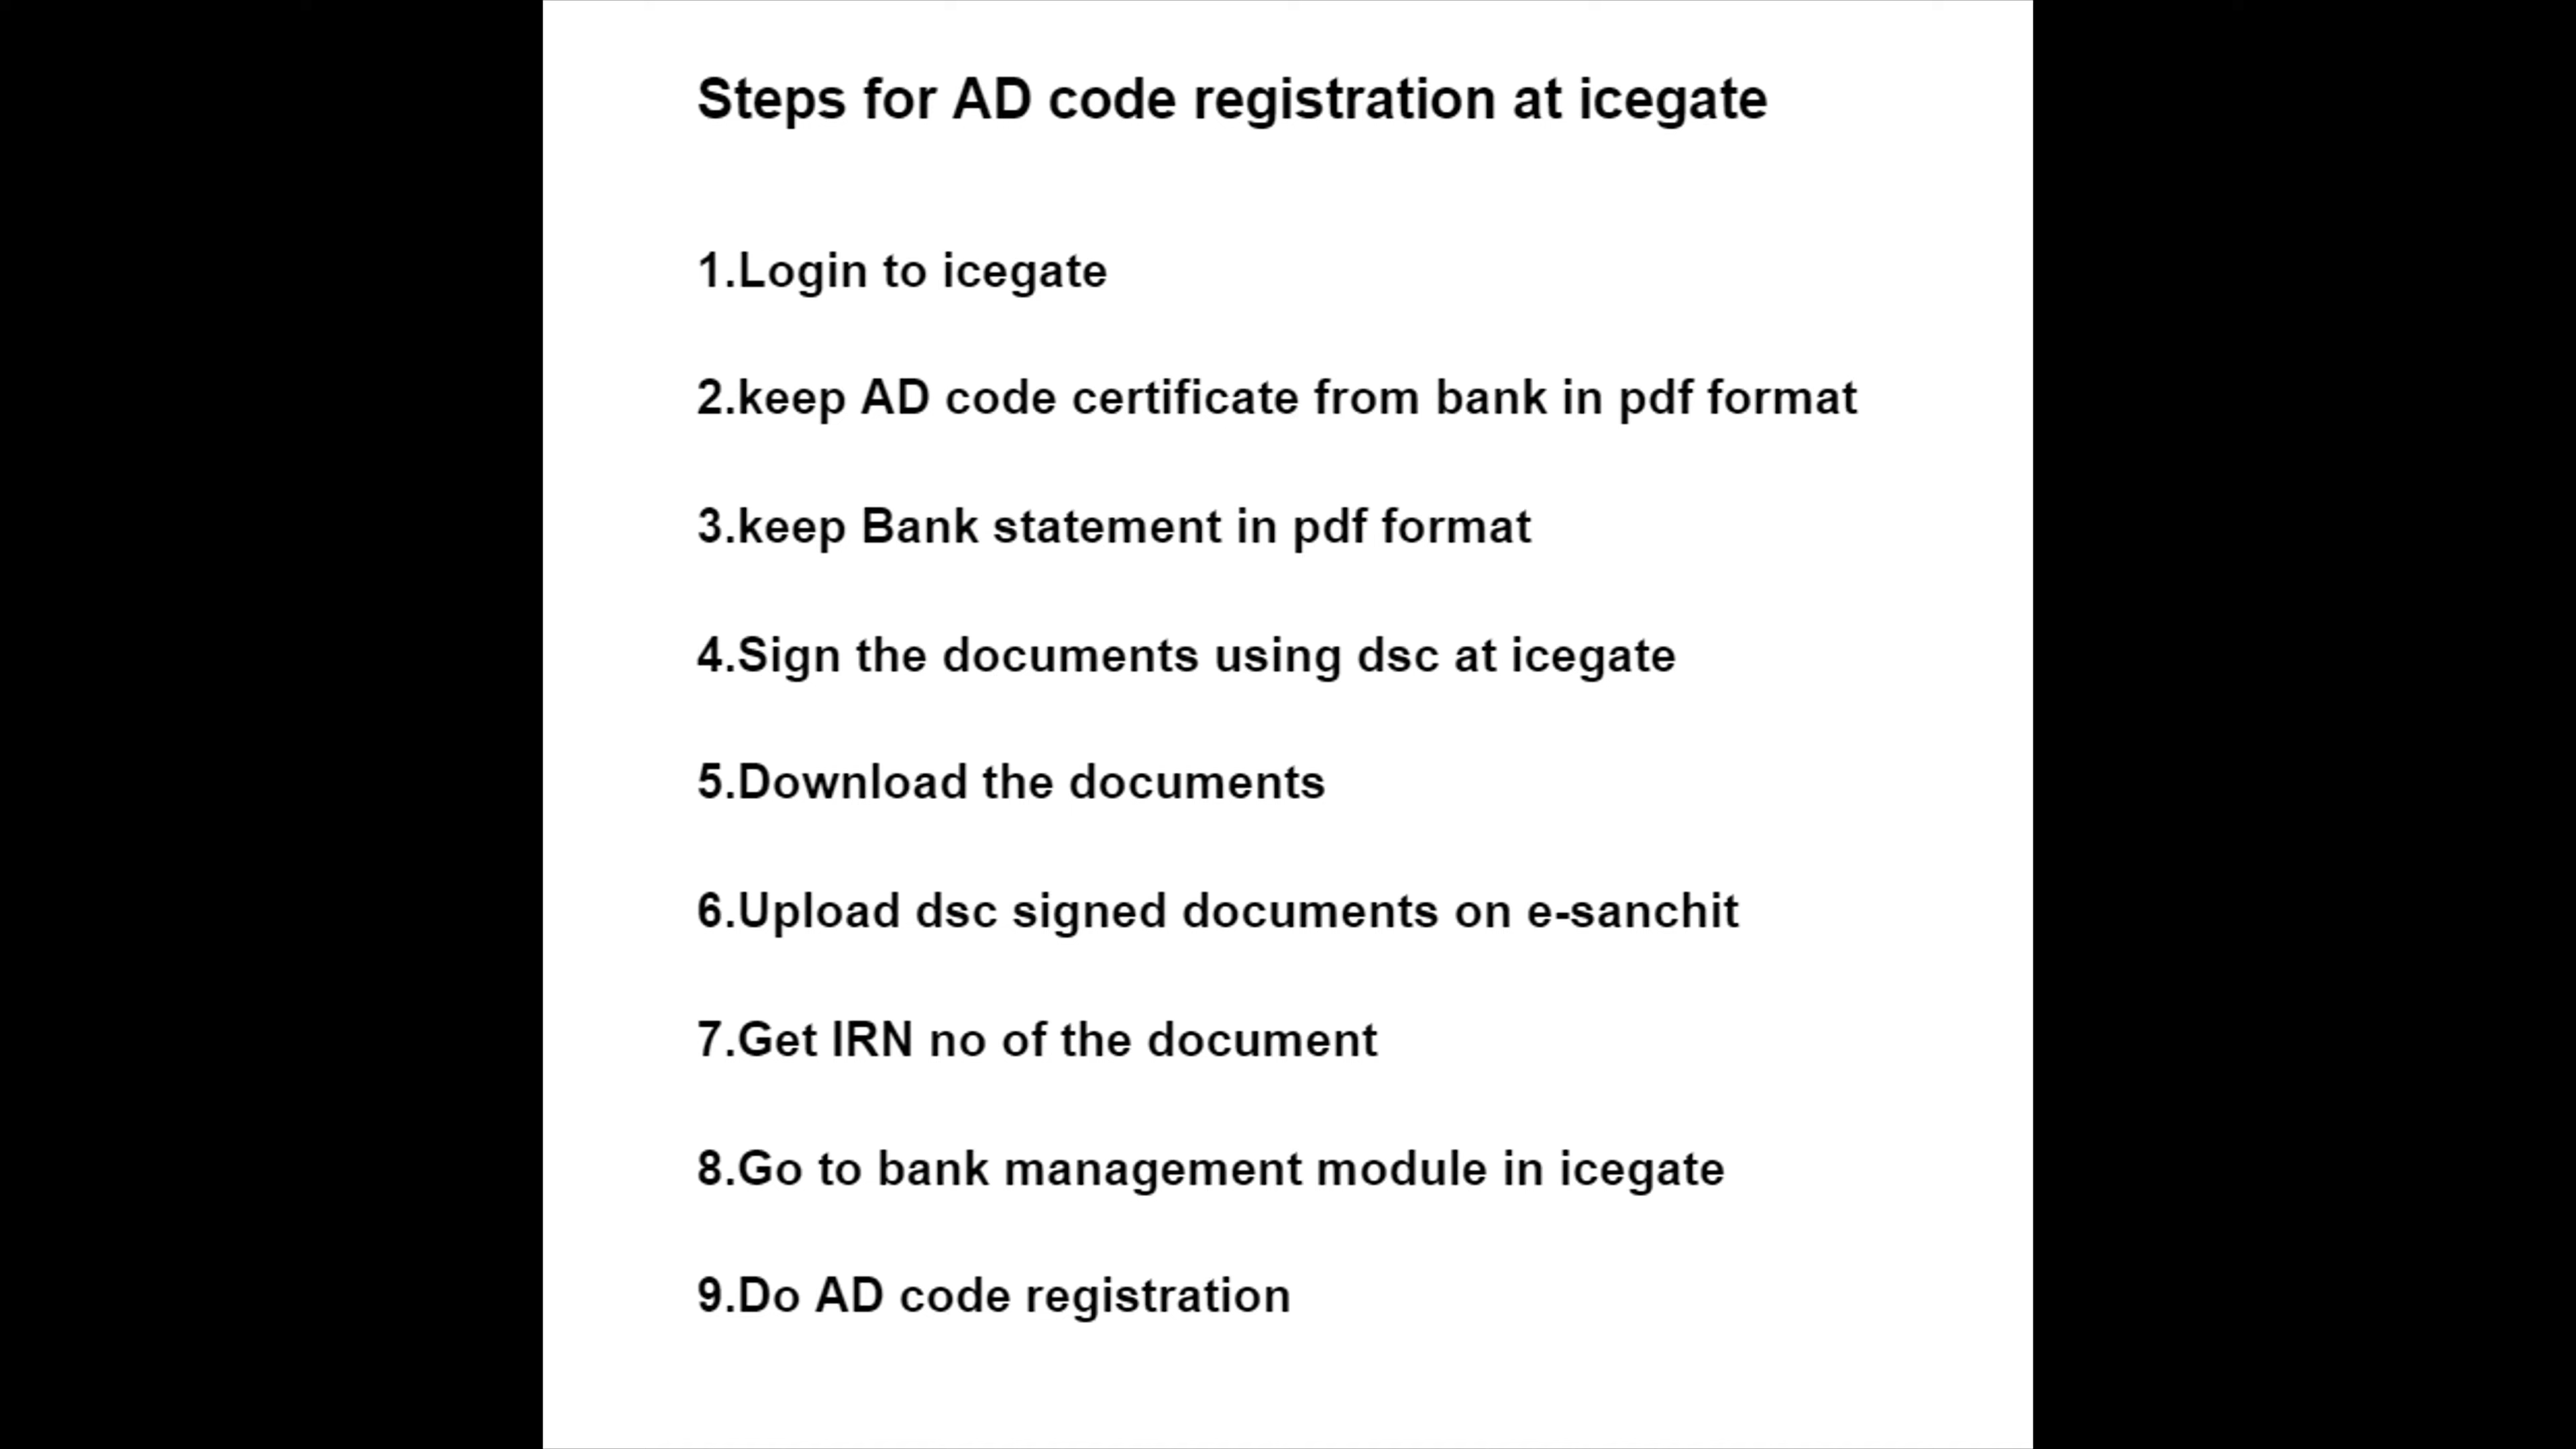 Steps for AD code registration at icegate
1.Login to icegate
2.keep AD code certificate from bank in pdf format
3.keep Bank statement in pdf format
4.Sign the documents using dsc at icegate
5.Download the documents
6.Upload dsc signed documents on e-sanchit
7.Get IRN no of the document
8.Go to bank management module in icegate
9.Do AD code registration